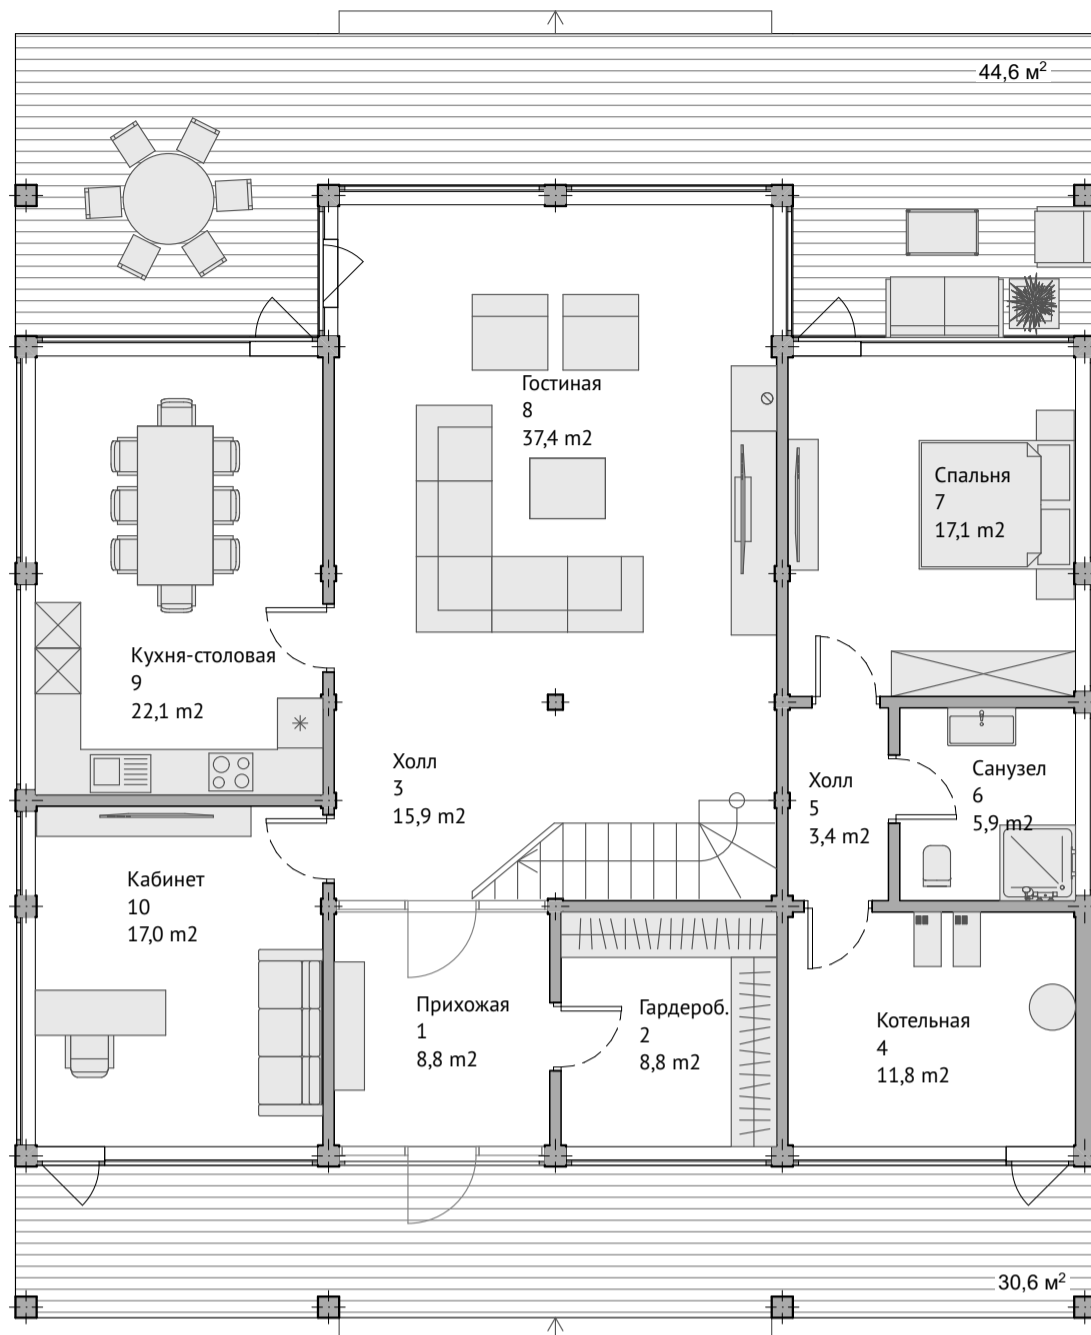 44,6 м²
Гостиная
8
37,4 m2
Спальня
7
17,1 m2
Кухня-столовая
9
22,1 m2
Холл
3
15,9 m2
Холл
5
3,4 m2
Санузел
6
5,9 m2
Кабинет
10
17,0 m2
Прихожая
1
8,8 m2
Гардероб.
2
8,8 m2
Котельная
4
11,8 m2
30,6 м²